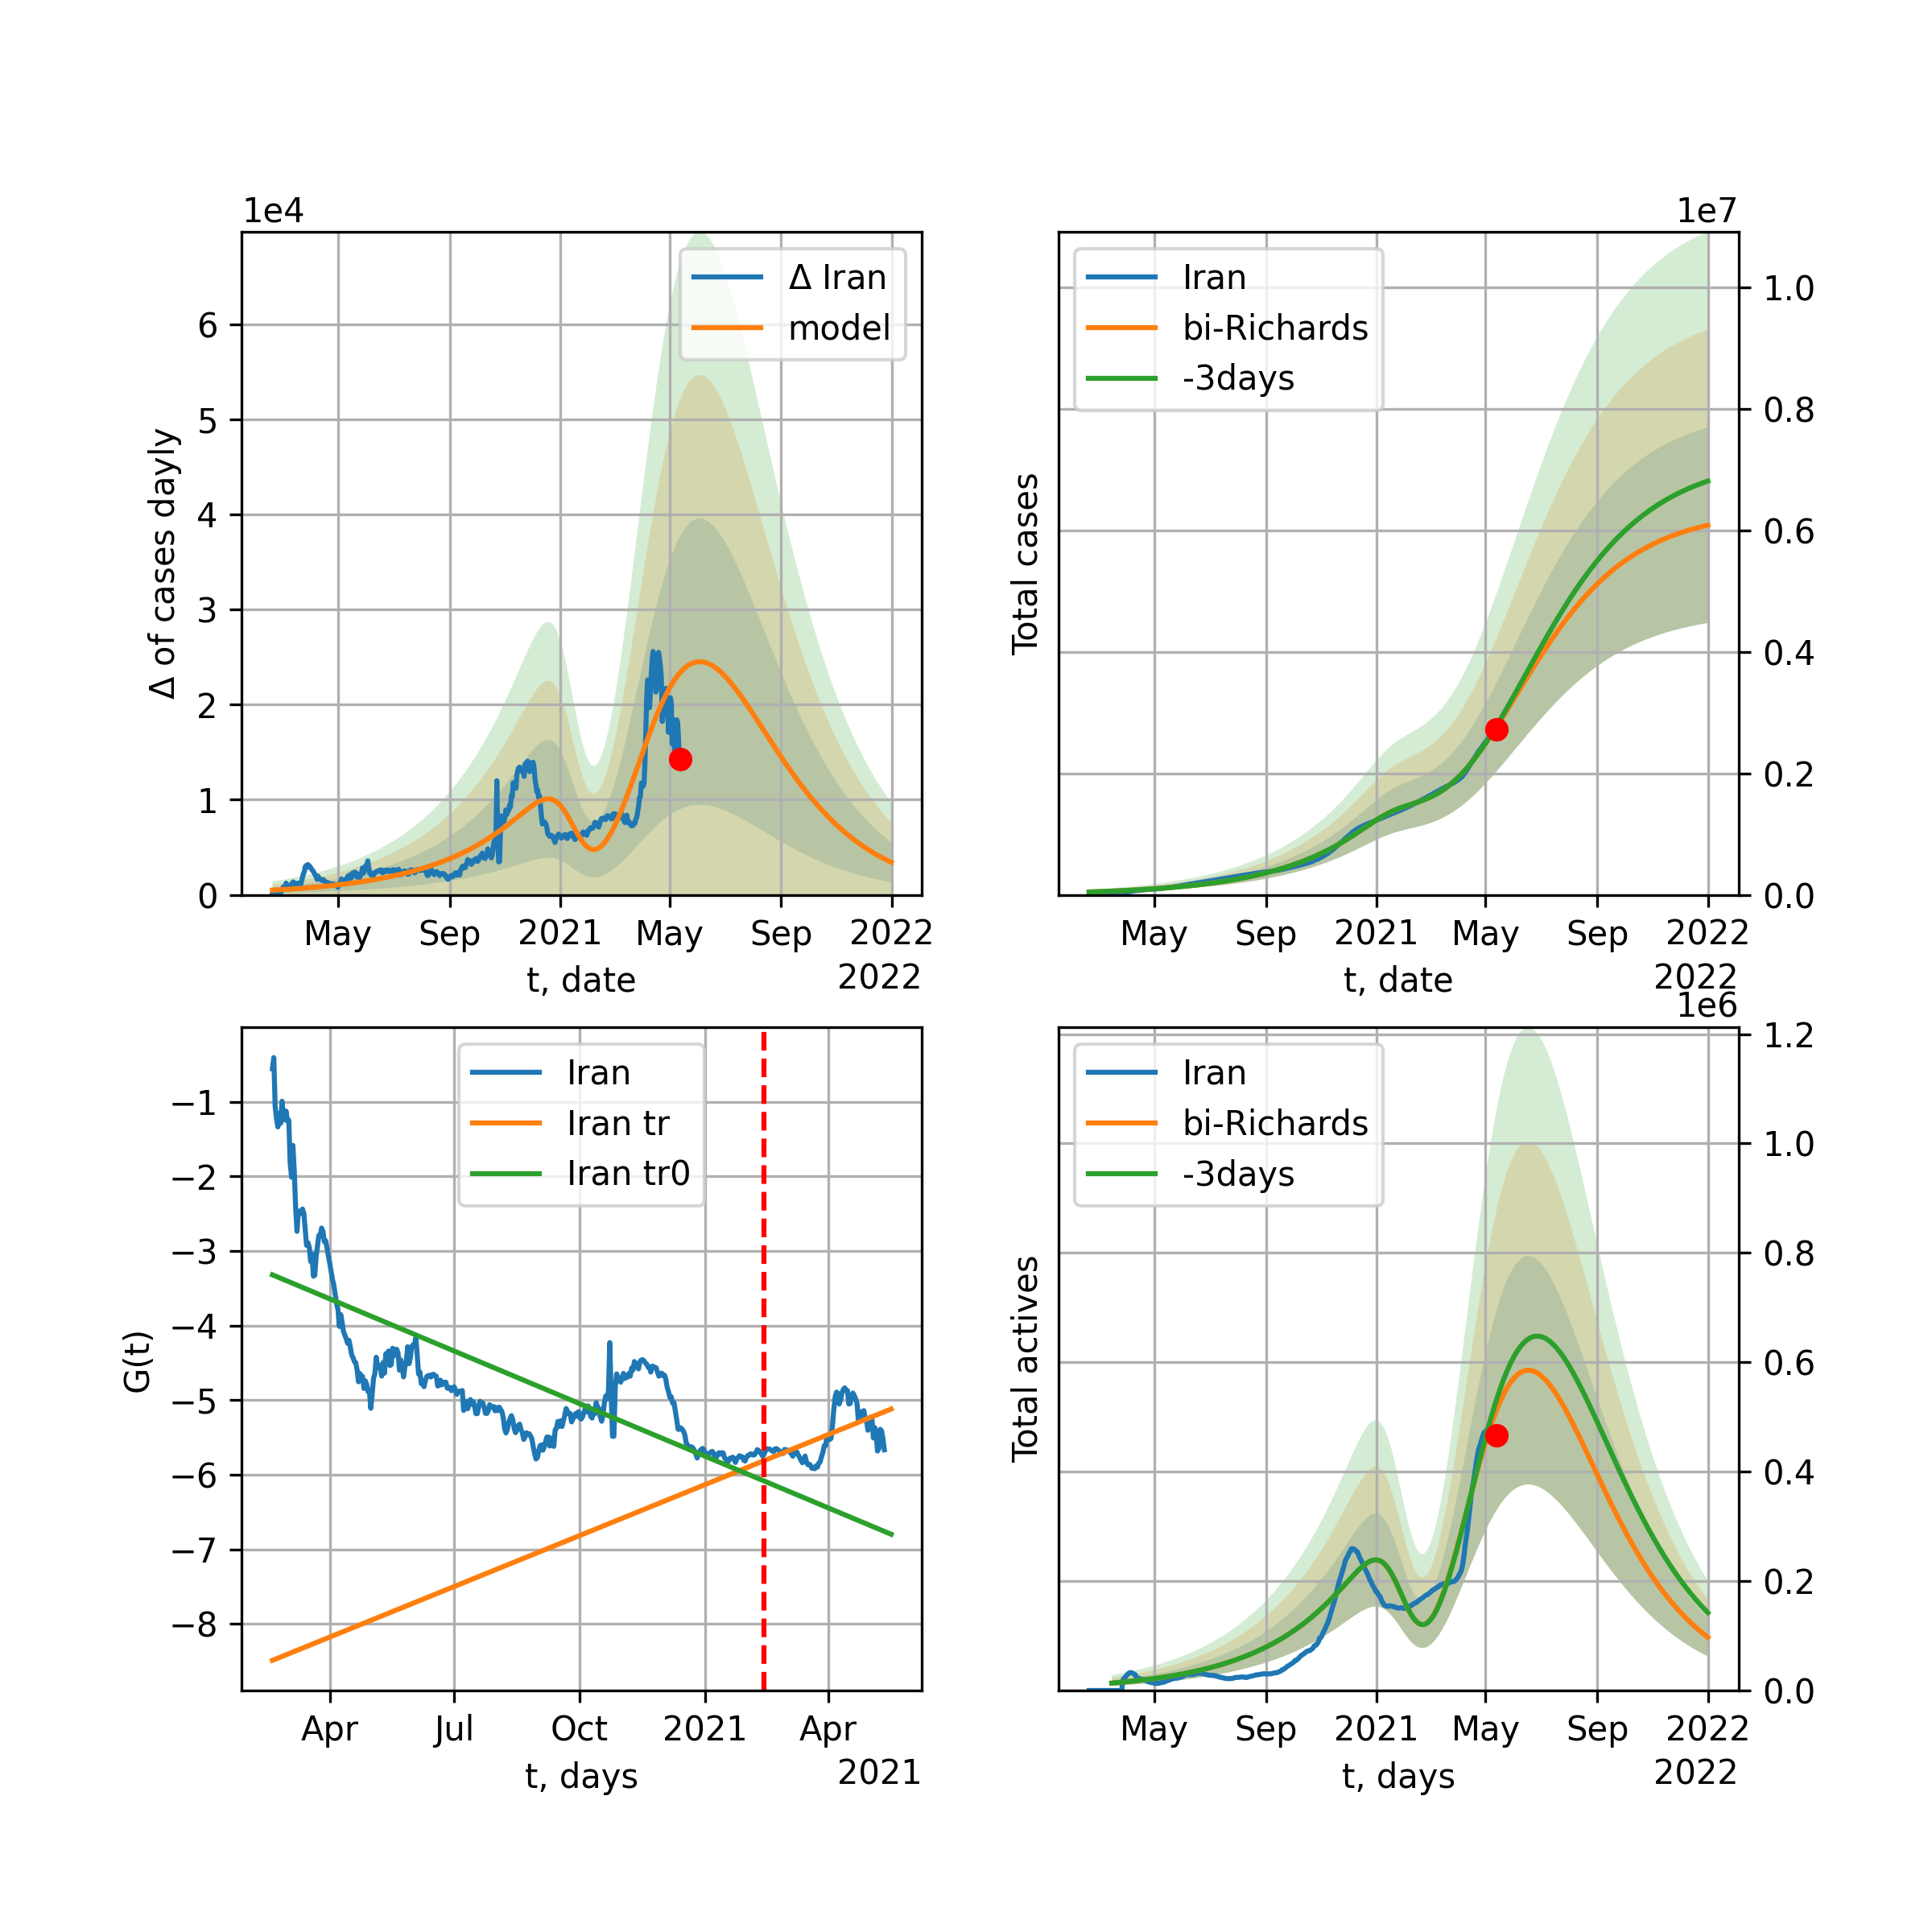 1e4
Δ of cases dayly
6
5
4
3
2
1
0
Δ Iran
model
May Sep 2021 May Sep 2022
t, date
2022
1e7
Total cases
Iran
bi-Richards
-3days
1.0
0.8
0.6
0.4
0.2
0.0
May Sep 2021 May Sep 2022
t, date
2022
G(t)
−1
−2
−3
−4
−5
−6
−7
−8
Iran
Iran tr
Iran tr0
Apr Jul Oct 2021 Apr
t, days
2021
1e6
Total actives
Iran
bi-Richards
-3days
1.2
1.0
0.8
0.6
0.4
0.2
0.0
May Sep 2021 May Sep 2022
t, days
2022